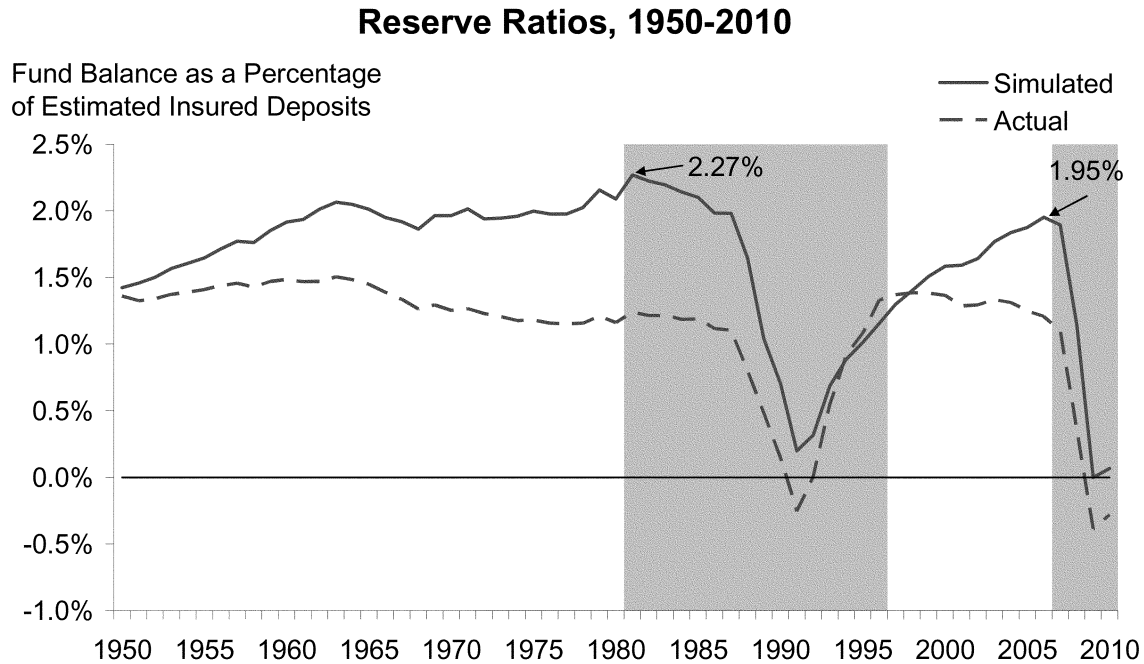 Reserve Ratios, 1950-2010
Fund Balance as a Percentage
of Estimated Insured Deposits
Simulated
Actual
2.5%
2.27%
1.95%
2.0%
1.5%
1.0%
0.5%
0.0%
-0.5%
-1.0%
1950 1955 1960 1965 1970 1975 1980 1985 1990 1995 2000 2005 2010